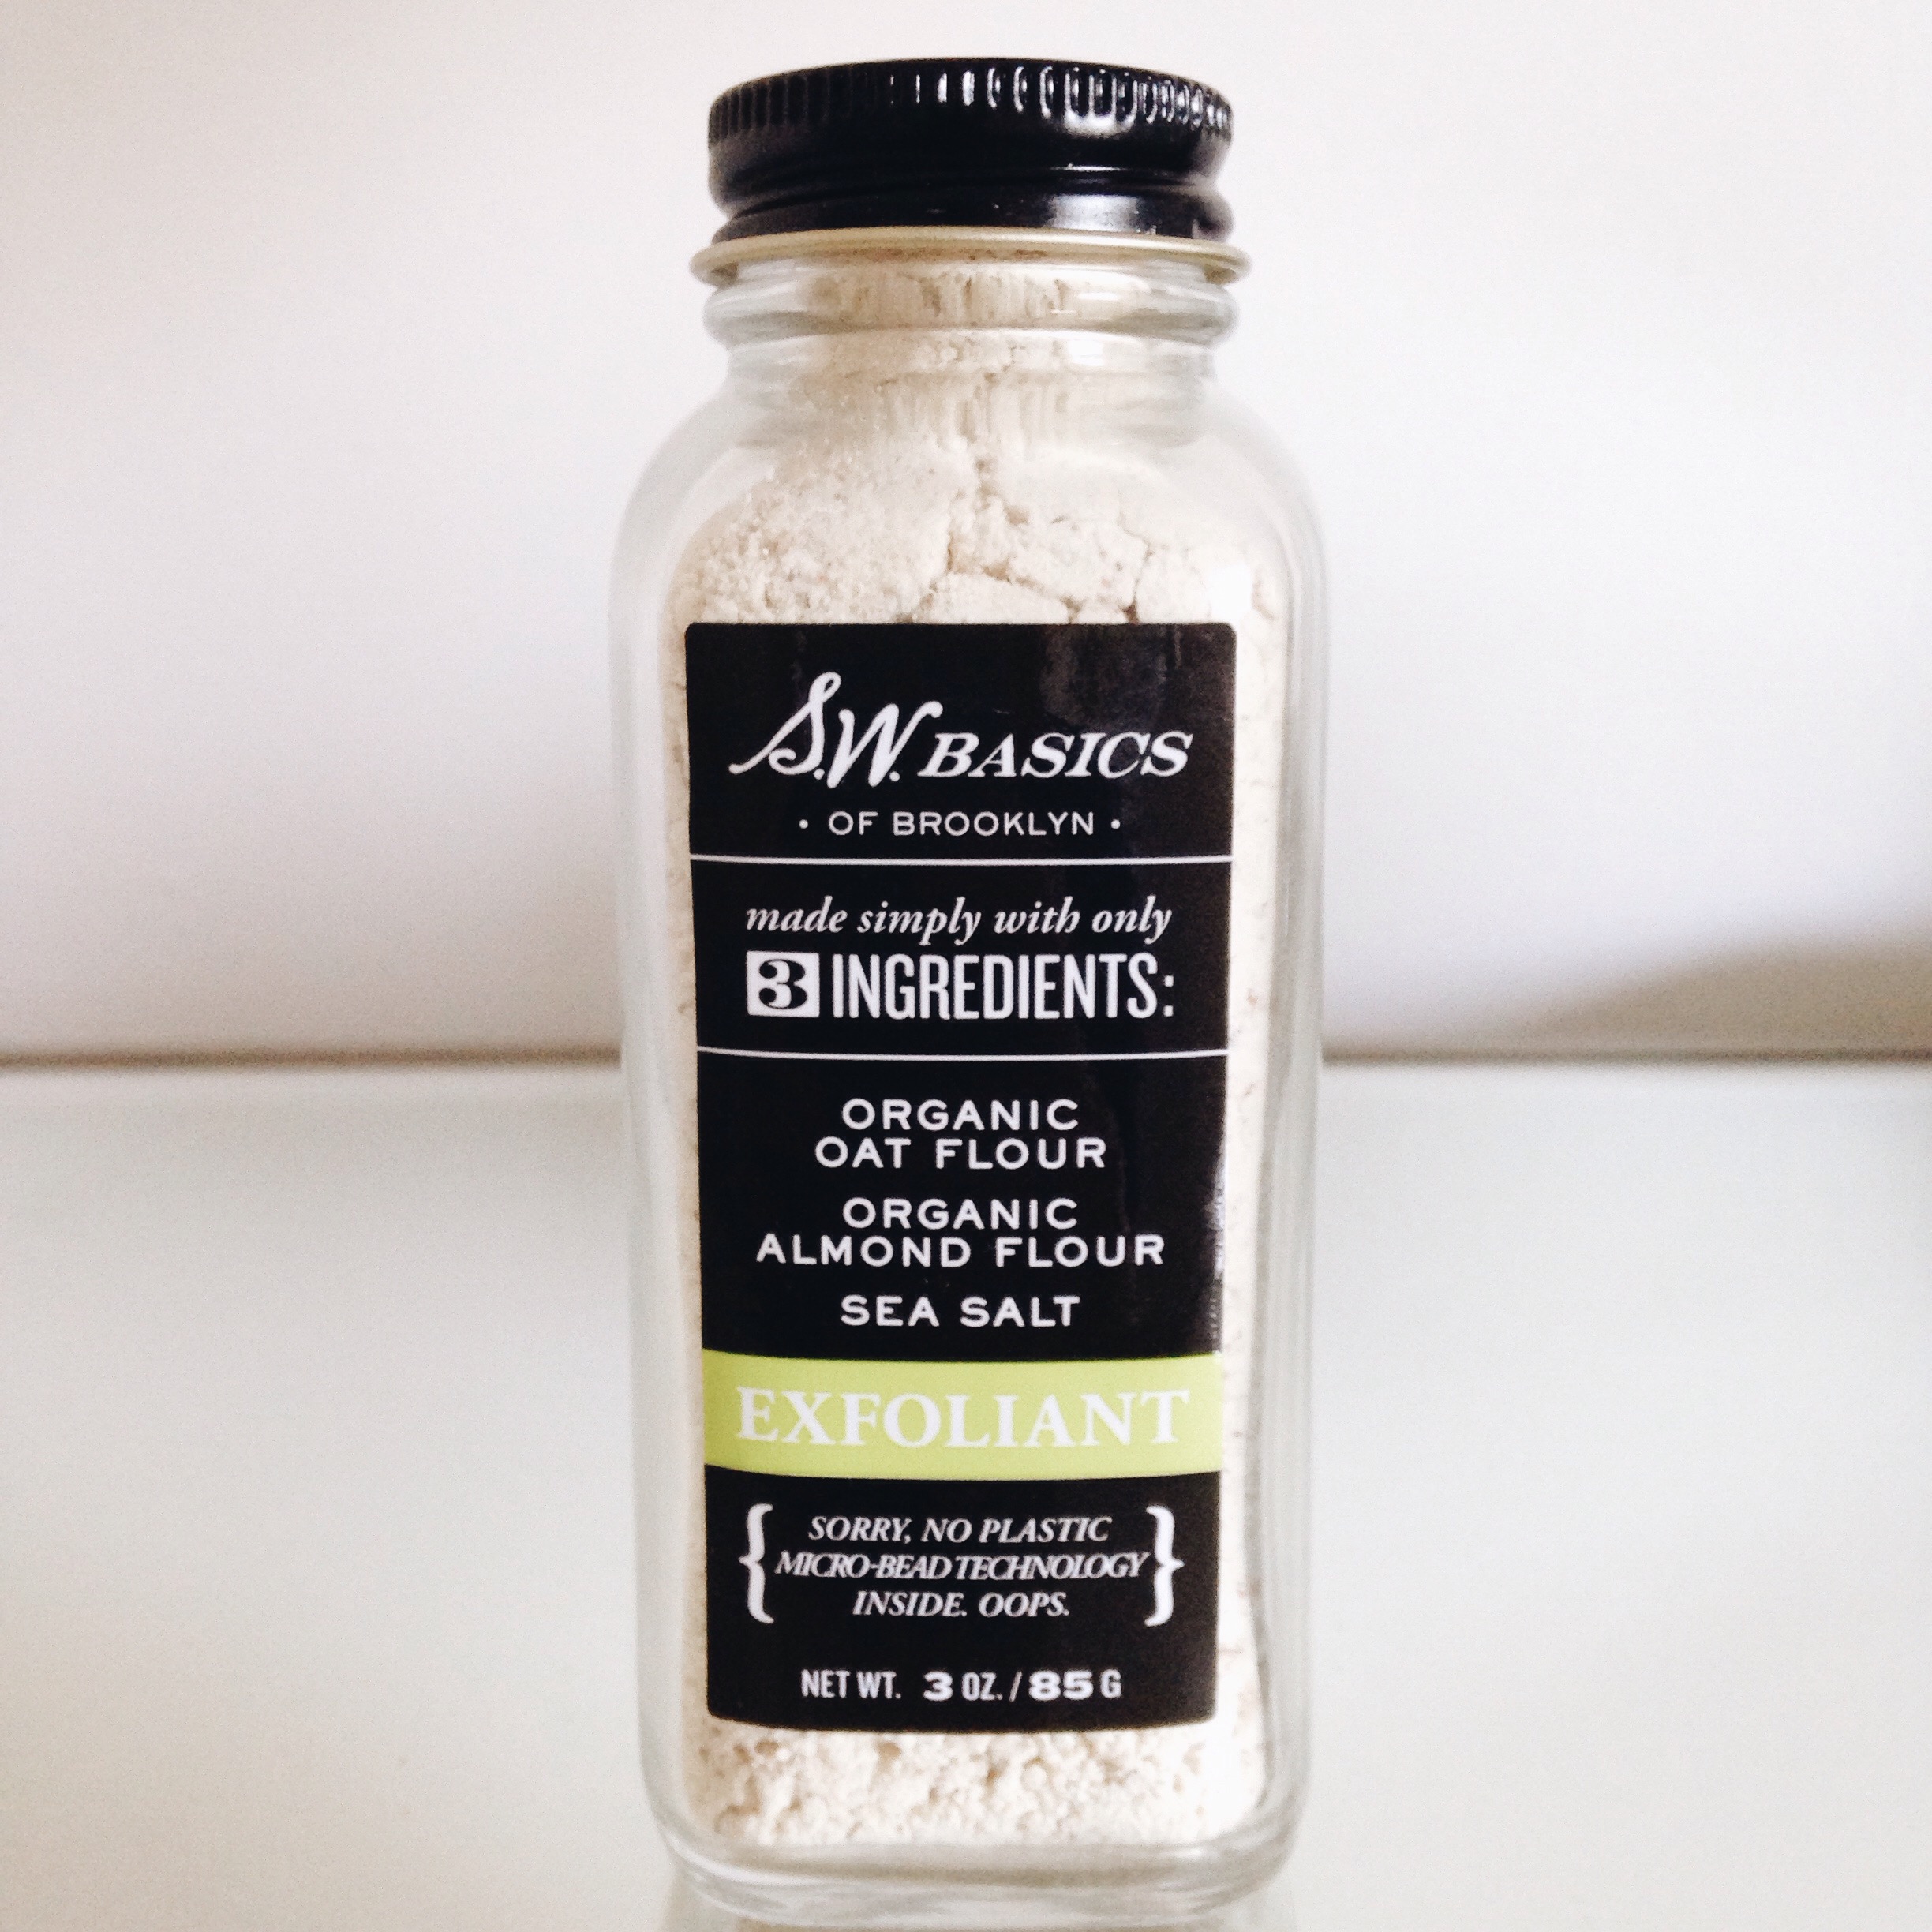 S.W. BASICS
• OF BROOKLYN •
made simply with only
3 INGREDIENTS:
ORGANIC
OAT FLOUR
ORGANIC
ALMOND FLOUR
SEA SALT
EXFOLIANT
{ SORRY, NO PLASTIC
MICRO-BEAD TECHNOLOGY
INSIDE. OOPS. }
NET WT. 3 OZ. / 85 G